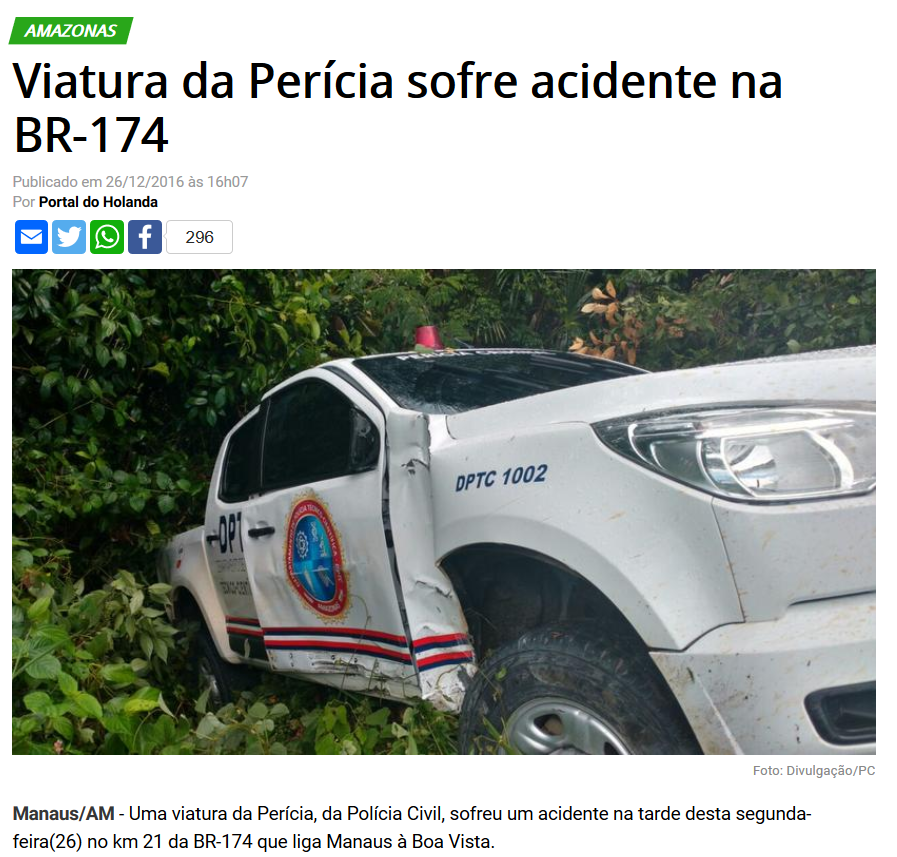 AMAZONAS
Viatura da Perícia sofre acidente na
BR-174
Publicado em 26/12/2016 às 16h07
Por Portal do Holanda
296
DPTC 1002
DPT
AMAZONAS
Foto: Divulgação/PC
Manaus/AM - Uma viatura da Perícia, da Polícia Civil, sofreu um acidente na tarde desta segunda-
feira(26) no km 21 da BR-174 que liga Manaus à Boa Vista.